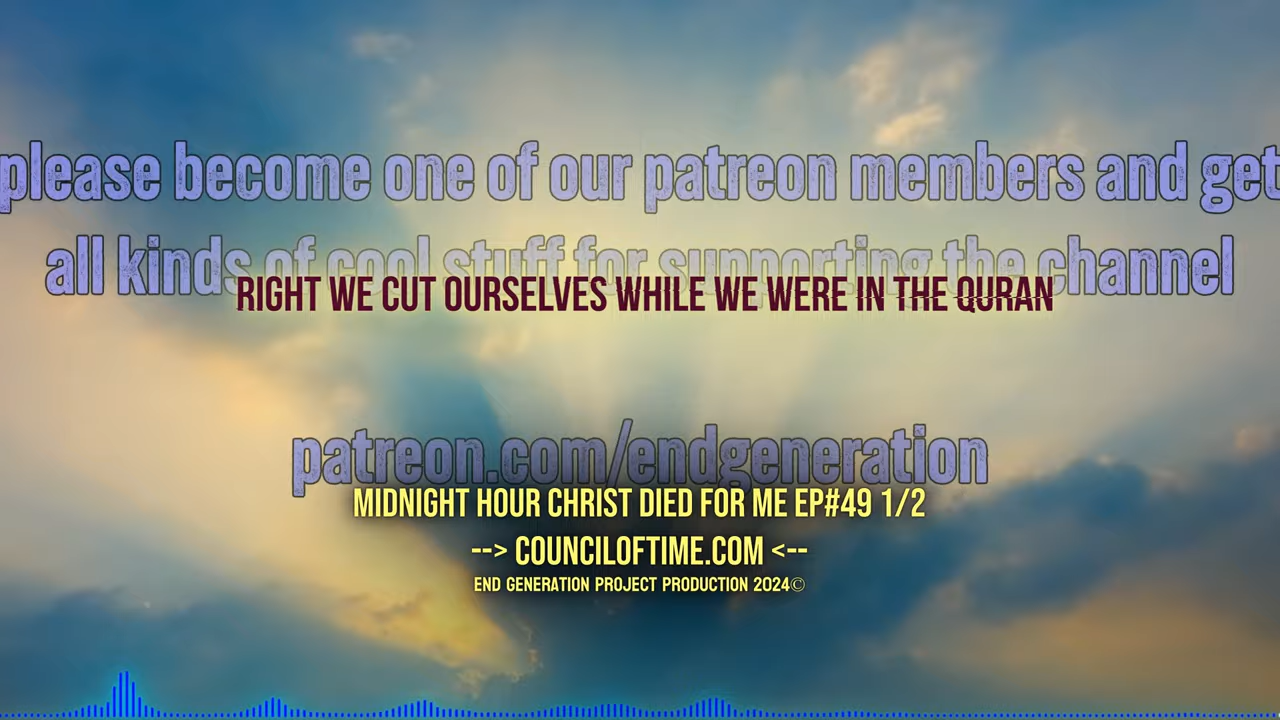 please become one of our patreon members and get
all kinds of cool stuff for supporting the channel
RIGHT WE CUT OURSELVES WHILE WE WERE IN THE QURAN
patreon.com/endgeneration
MIDNIGHT HOUR CHRIST DIED FOR ME EP#49 1/2
--> COUNCILOFTIME.COM <--
END GENERATION PROJECT PRODUCTION 2024©